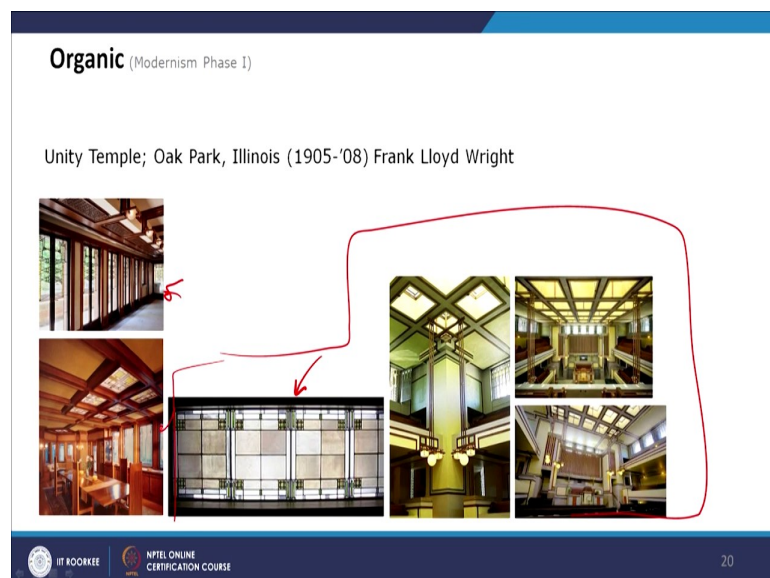 Organic (Modernism Phase I)
Unity Temple; Oak Park, Illinois (1905-'08) Frank Lloyd Wright
IIT ROORKEE
NPTEL ONLINE
CERTIFICATION COURSE
20